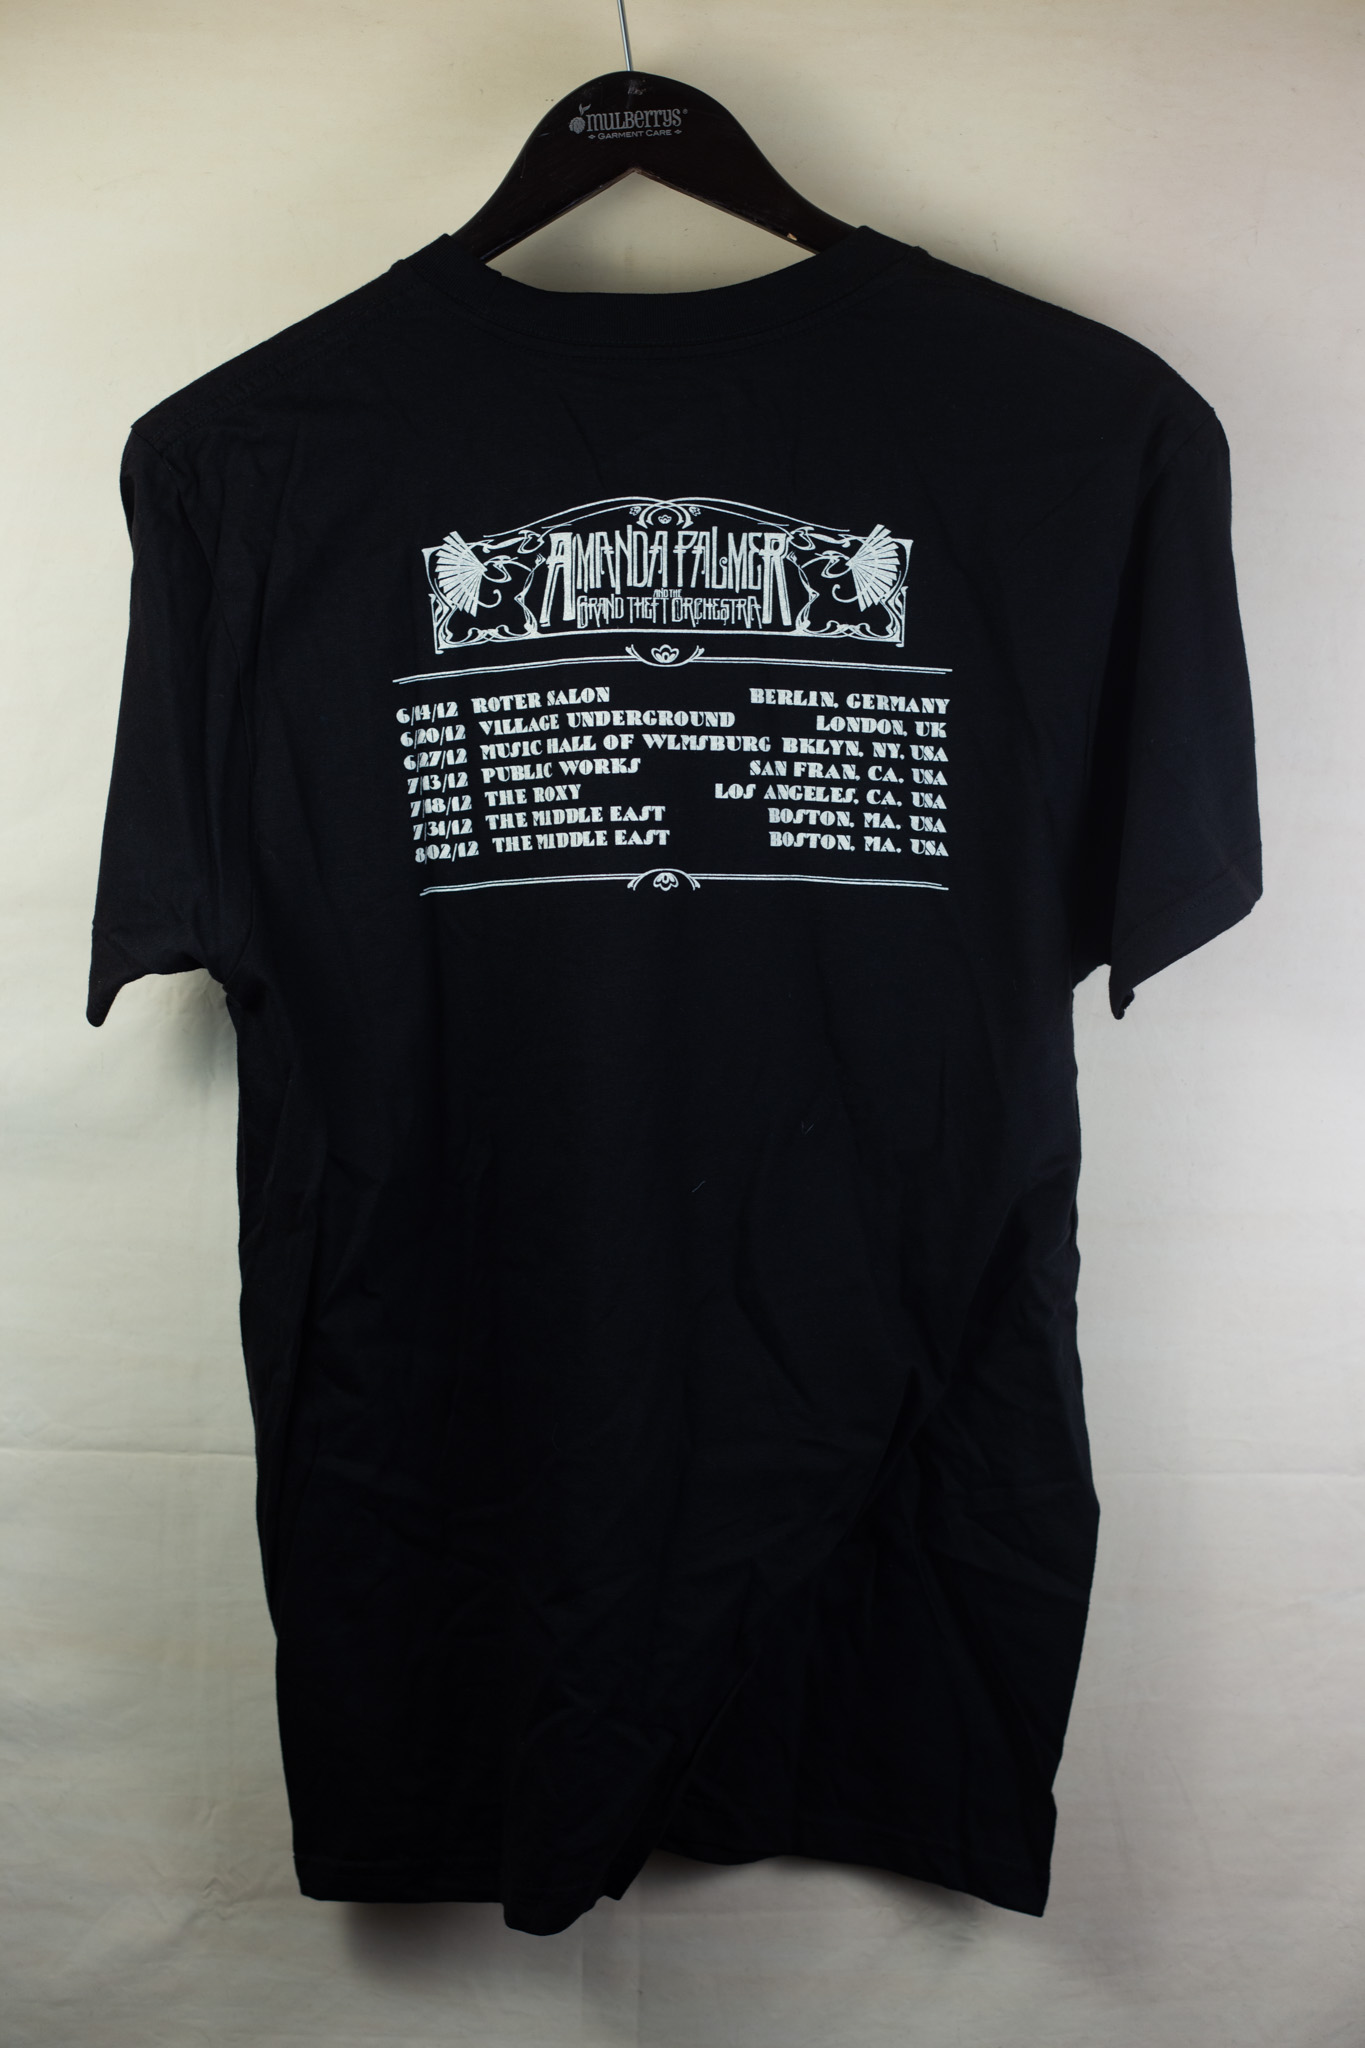 mulberrys®
GARMENT CARE
AMANDA PALMER
AND THE
GRAND THEFT ORCHESTRA
6/14/12 ROTER SALON BERLIN, GERMANY
6/20/12 VILLAGE UNDERGROUND LONDON, UK
6/27/12 MUSIC HALL OF WLMSBURG BKLYN, NY, USA
7/13/12 PUBLIC WORKS SAN FRAN, CA, USA
7/18/12 THE ROXY LOS ANGELES, CA, USA
7/31/12 THE MIDDLE EAST BOSTON, MA, USA
8/02/12 THE MIDDLE EAST BOSTON, MA, USA